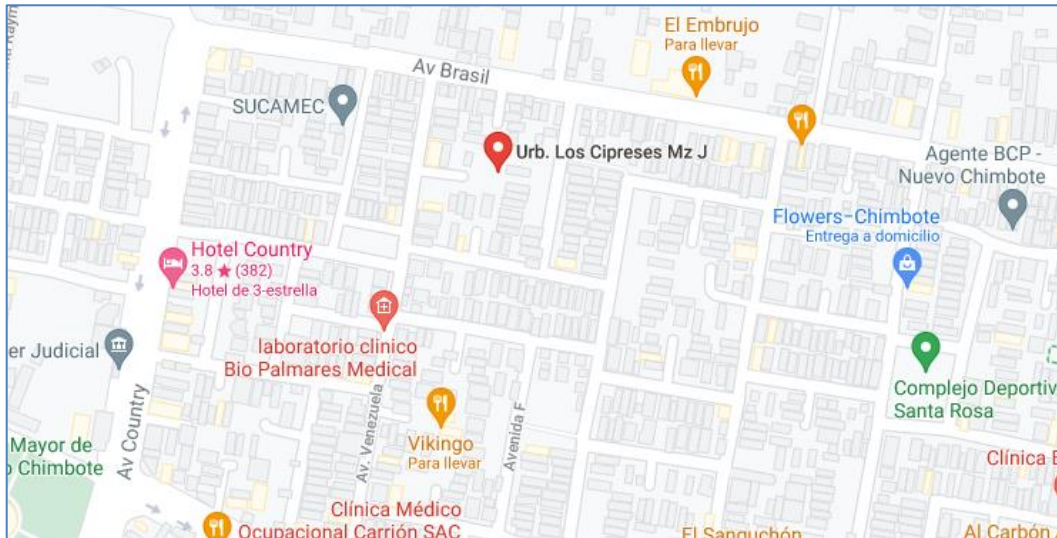 El Embrujo
Para llevar
Av Brasil
SUCAMEC
Urb. Los Cipreses Mz J
Agente BCP -
Nuevo Chimbote
Flowers-Chimbote
Entrega a domicilio
Hotel Country
3.8 ★ (382)
Hotel de 3-estrella
er Judicial
laboratorio clinico
Bio Palmares Medical
Complejo Deportiv
Santa Rosa
Av. Venezuela
Avenida F
Av Country
Vikingo
Para llevar
Mayor de
o Chimbote
Clínica
Clínica Médico
Ocupacional Carrión SAC
El Sanguchón
Al Carbón